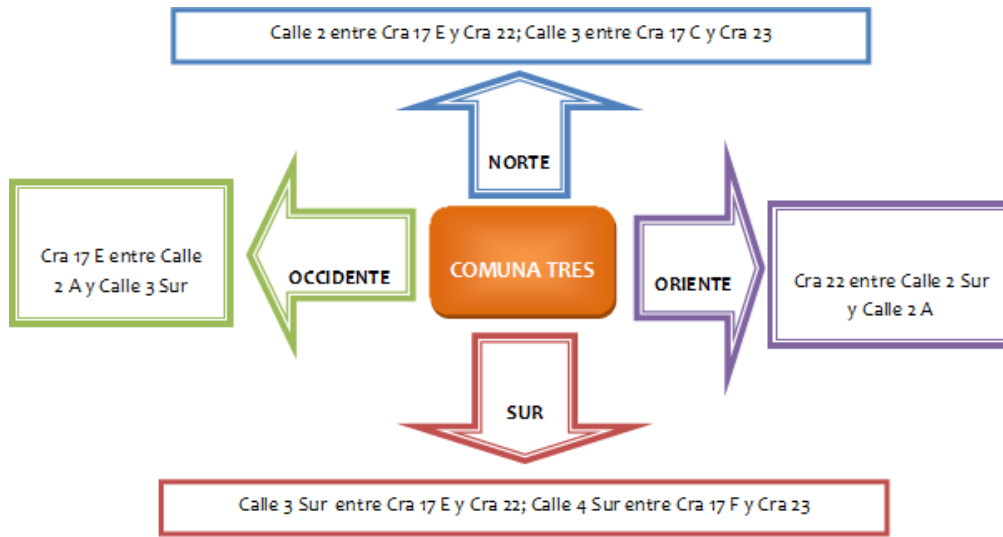 Calle 2 entre Cra 17 E y Cra 22; Calle 3 entre Cra 17 C y Cra 23
NORTE
Cra 17 E entre Calle
2 A y Calle 3 Sur
OCCIDENTE
COMUNA TRES
ORIENTE
Cra 22 entre Calle 2 Sur
y Calle 2 A
SUR
Calle 3 Sur entre Cra 17 E y Cra 22; Calle 4 Sur entre Cra 17 F y Cra 23